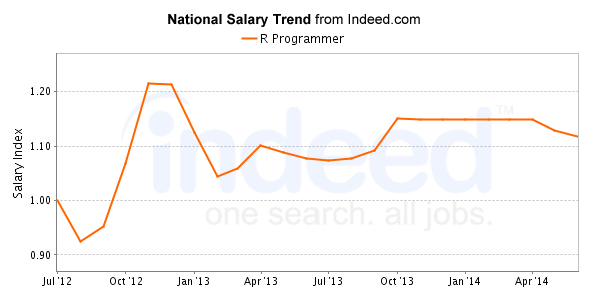 National Salary Trend from Indeed.com
R Programmer
1.20
1.10
1.00
0.90
Salary Index
indeed™
one search. all jobs.
Jul '12 Oct '12 Jan '13 Apr '13 Jul '13 Oct '13 Jan '14 Apr '14